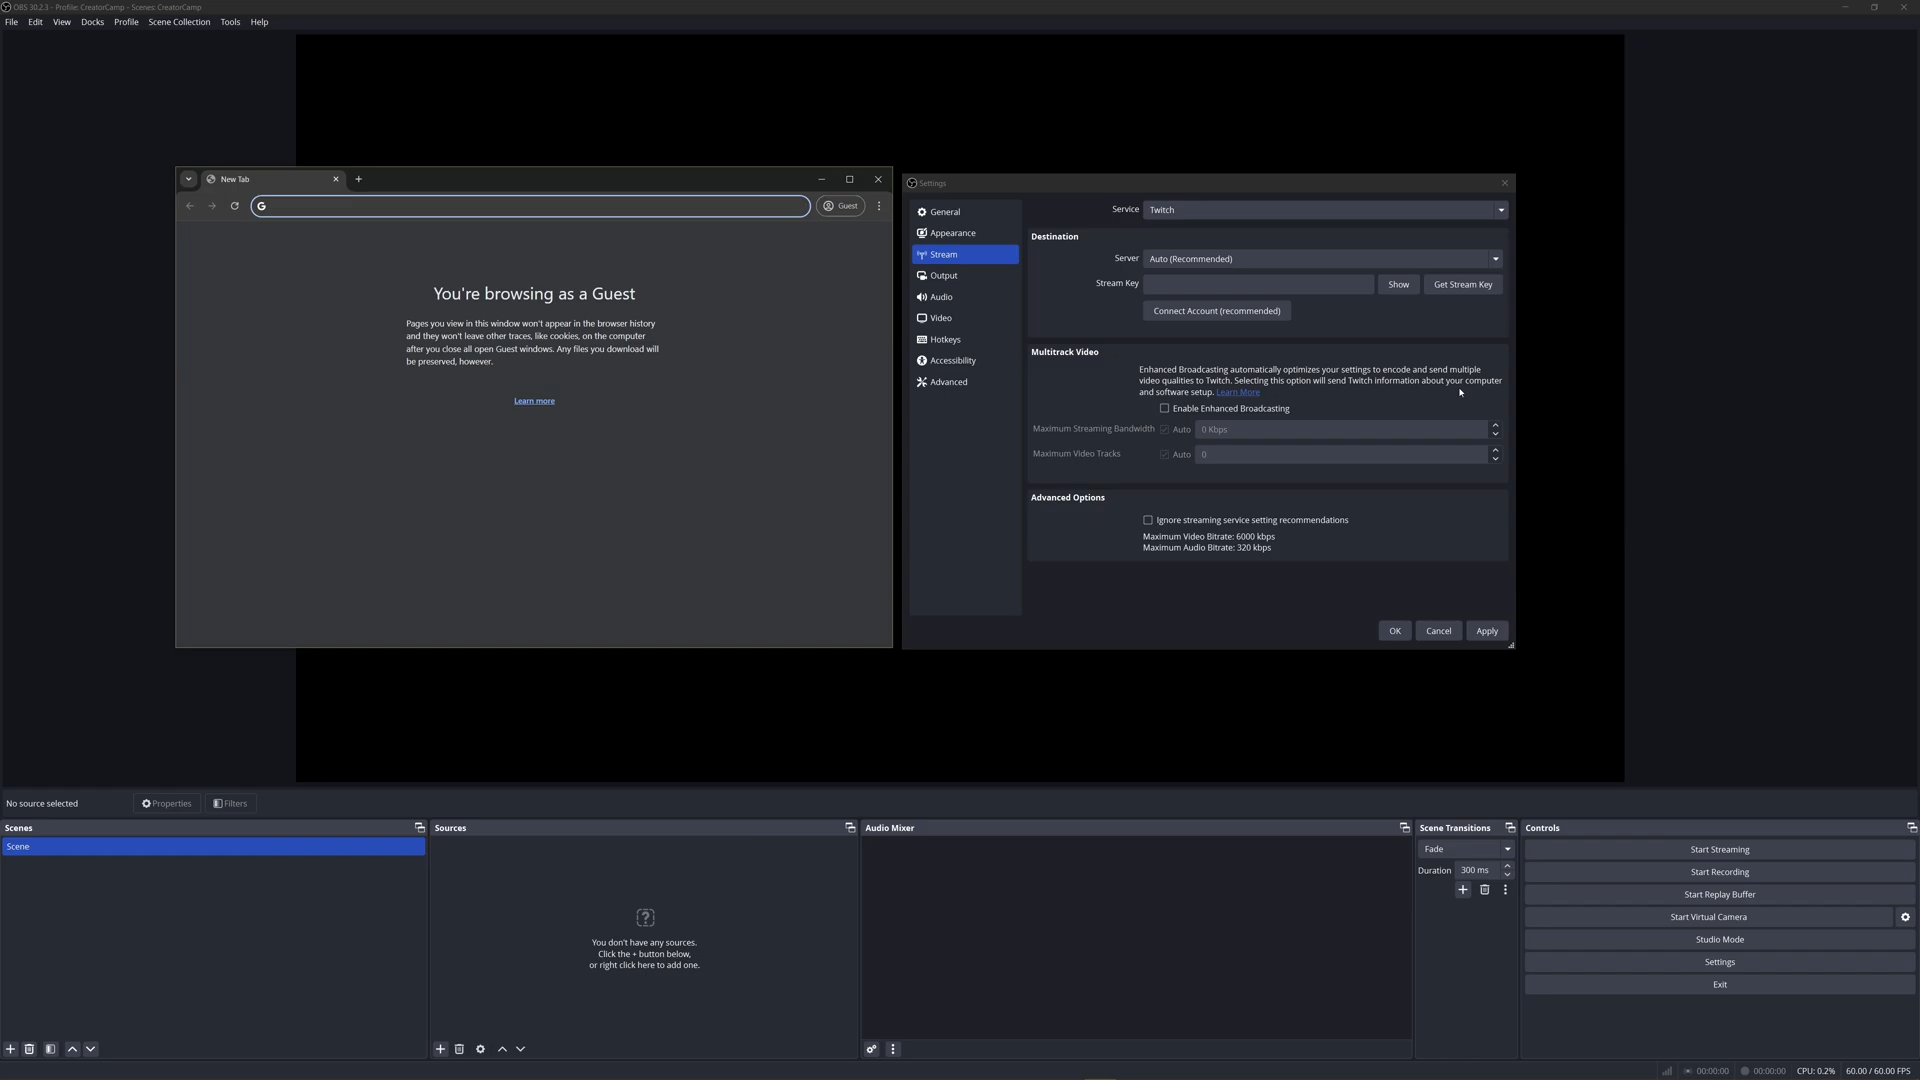 OBS 30.2.3 - Profile: CreatorCamp - Scenes: CreatorCamp
File Edit View Docks Profile Scene Collection Tools Help
New Tab
Guest
You're browsing as a Guest
Pages you view in this window won't appear in the browser history
and they won't leave other traces, like cookies, on the computer
after you close all open Guest windows. Any files you download will
be preserved, however.
Learn more
Settings
General
Appearance
Stream
Output
Audio
Video
Hotkeys
Accessibility
Advanced
Service Twitch
Destination
Server Auto (Recommended)
Stream Key Show Get Stream Key
Connect Account (recommended)
Multitrack Video
Enhanced Broadcasting automatically optimizes your settings to encode and send multiple
video qualities to Twitch. Selecting this option will send Twitch information about your computer
and software setup. Learn More
Enable Enhanced Broadcasting
Maximum Streaming Bandwidth Auto 0 Kbps
Maximum Video Tracks Auto 0
Advanced Options
Ignore streaming service setting recommendations
Maximum Video Bitrate: 6000 kbps
Maximum Audio Bitrate: 320 kbps
OK Cancel Apply
No source selected Properties Filters
Scenes
Scene
Sources
You don't have any sources.
Click the + button below,
or right click here to add one.
Audio Mixer
Scene Transitions
Fade
Duration 300 ms
Controls
Start Streaming
Start Recording
Start Replay Buffer
Start Virtual Camera
Studio Mode
Settings
Exit
00:00:00 00:00:00 CPU: 0.2% 60.00 / 60.00 FPS